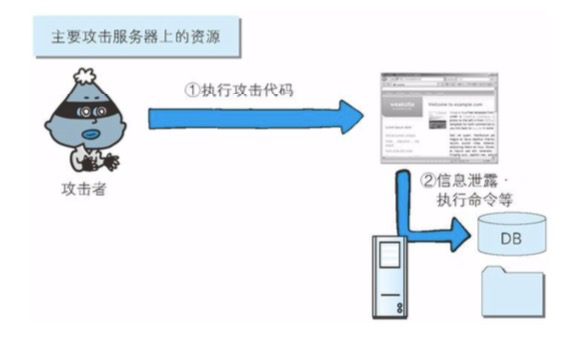 主要攻击服务器上的资源
①执行攻击代码
website
Welcome to example.com
攻击者
②信息泄露·
执行命令等
DB